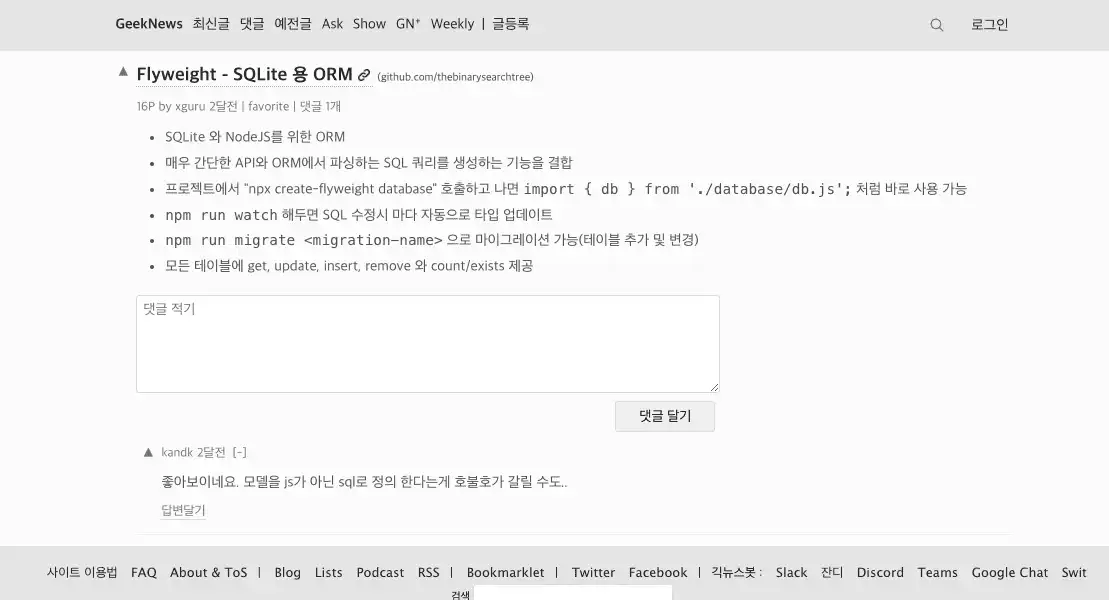 GeekNews 최신글 댓글 예전글 Ask Show GN⁺ Weekly | 글등록 로그인
▲ Flyweight - SQLite 용 ORM (github.com/thebinarysearchtree)
16P by xguru 2달전 | favorite | 댓글 1개
• SQLite 와 NodeJS를 위한 ORM
• 매우 간단한 API와 ORM에서 파싱하는 SQL 쿼리를 생성하는 기능을 결합
• 프로젝트에서 "npx create-flyweight database" 호출하고 나면 import { db } from './database/db.js'; 처럼 바로 사용 가능
• npm run watch 해두면 SQL 수정시 마다 자동으로 타입 업데이트
• npm run migrate <migration-name> 으로 마이그레이션 가능(테이블 추가 및 변경)
• 모든 테이블에 get, update, insert, remove 와 count/exists 제공
댓글 적기
댓글 달기
▲ kandk 2달전 [-]
좋아보이네요. 모델을 js가 아닌 sql로 정의 한다는게 호불호가 갈릴 수도..
답변달기
사이트 이용법 FAQ About & ToS | Blog Lists Podcast RSS | Bookmarklet | Twitter Facebook | 긱뉴스봇 : Slack 잔디 Discord Teams Google Chat Swit
검색